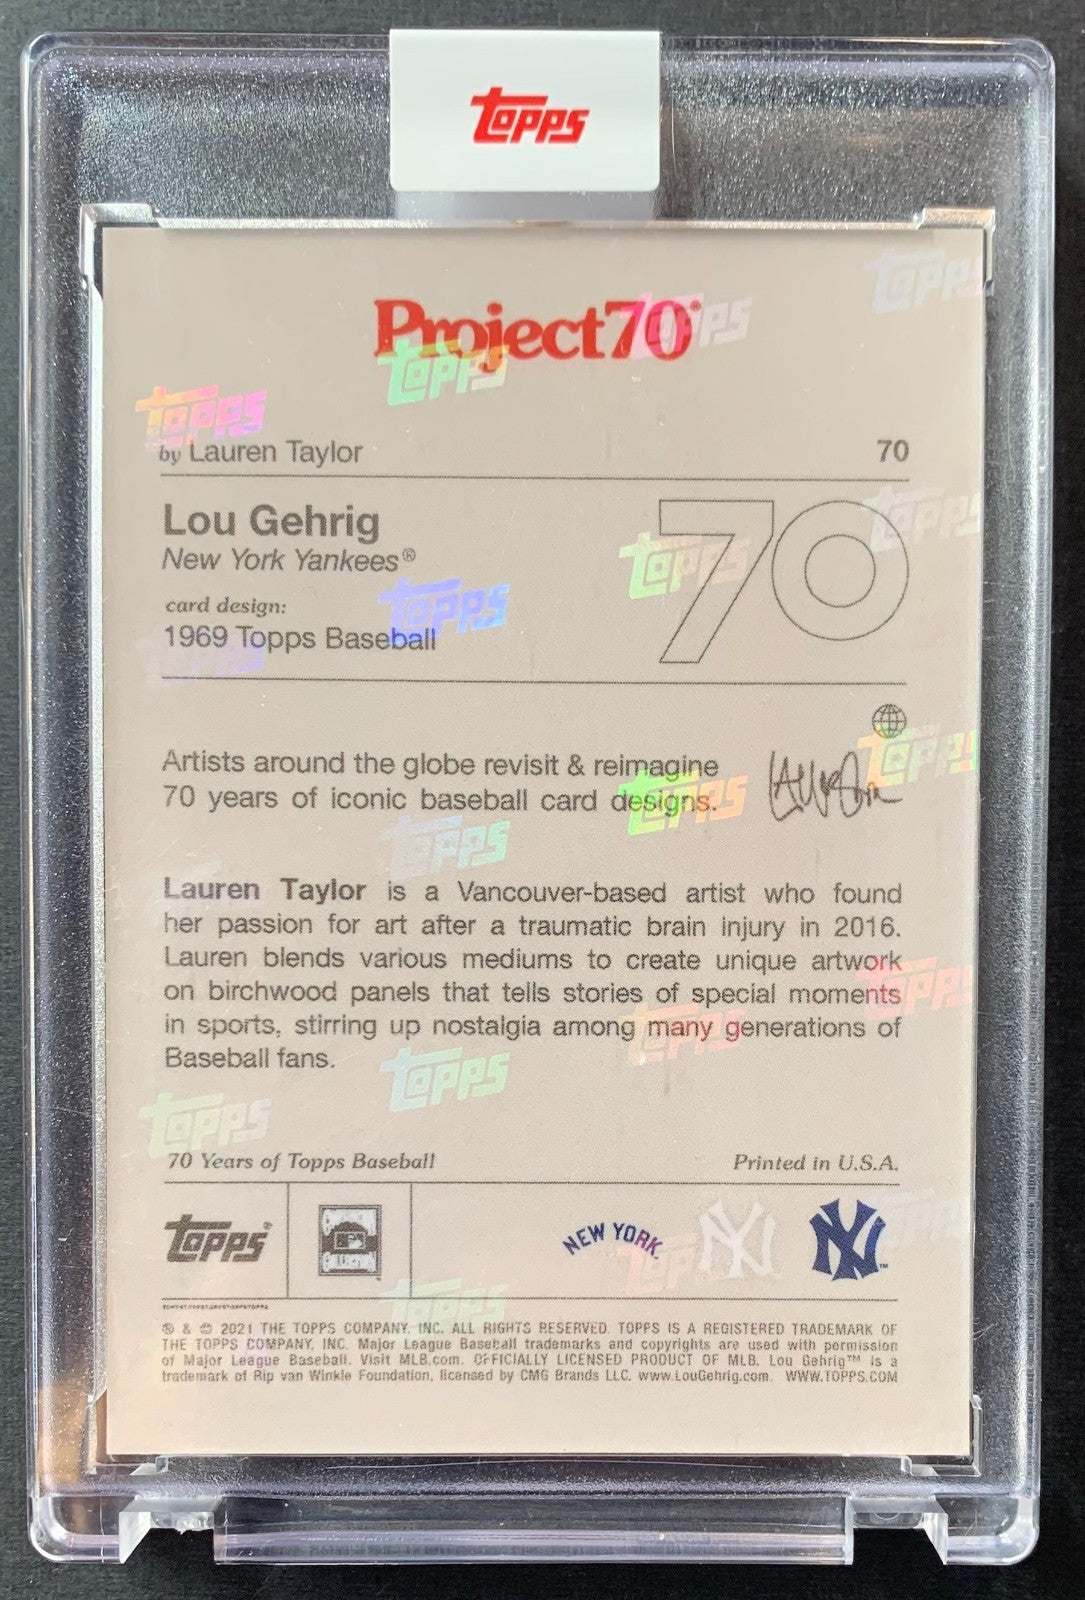 Topps
Project70®
by Lauren Taylor
70
Lou Gehrig
New York Yankees®
70
card design:
1969 Topps Baseball
Artists around the globe revisit & reimagine
70 years of iconic baseball card designs.
Lauren Taylor is a Vancouver-based artist who found
her passion for art after a traumatic brain injury in 2016.
Lauren blends various mediums to create unique artwork
on birchwood panels that tells stories of special moments
in sports, stirring up nostalgia among many generations of
Baseball fans.
70 Years of Topps Baseball
Printed in U.S.A.
Topps®
NEW YORK
NY
NY™
® & © 2021 THE TOPPS COMPANY, INC. ALL RIGHTS RESERVED. TOPPS IS A REGISTERED TRADEMARK OF
THE TOPPS COMPANY, INC. Major League Baseball trademarks and copyrights are used with permission
of Major League Baseball. Visit MLB.com. OFFICIALLY LICENSED PRODUCT OF MLB. Lou Gehrig™ is a
trademark of Rip van Winkle Foundation, licensed by CMG Brands LLC. www.LouGehrig.com. WWW.TOPPS.COM